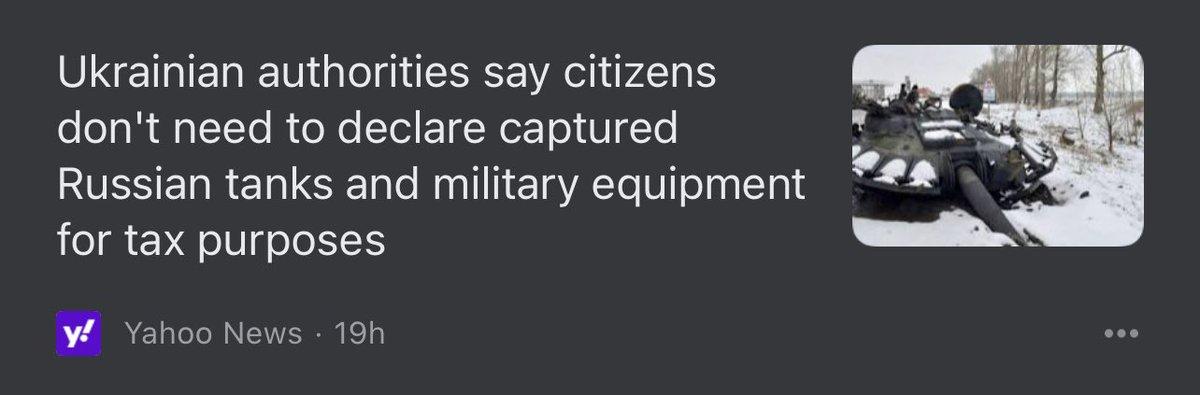 Ukrainian authorities say citizens
don't need to declare captured
Russian tanks and military equipment
for tax purposes
y! Yahoo News · 19h